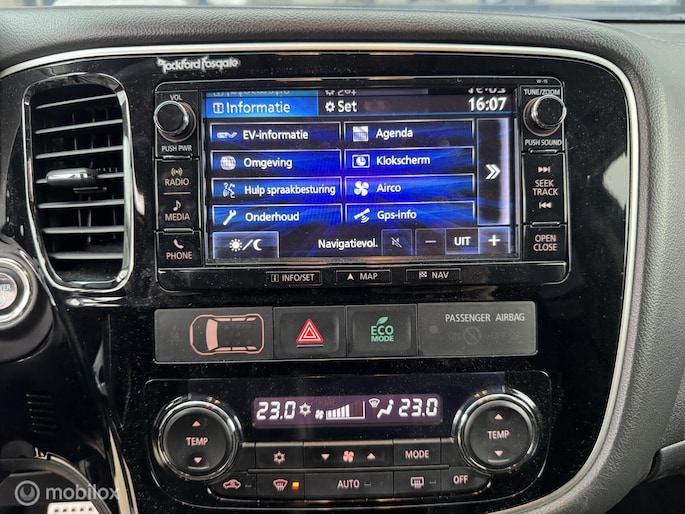 Rockford Fosgate
W-15
VOL
TUNE/ZOOM
Informatie
Set
16:07
PUSH PWR
PUSH SOUND
EV-informatie
Agenda
RADIO
Omgeving
Klokscherm
SEEK
TRACK
MEDIA
Hulp spraakbesturing
Airco
Onderhoud
Gps-info
PHONE
Navigatievol.
−
UIT
+
OPEN
CLOSE
INFO/SET
MAP
NAV
POWER
ECO
MODE
PASSENGER AIRBAG
23.0
23.0
TEMP
TEMP
MODE
AUTO
OFF
mobilox